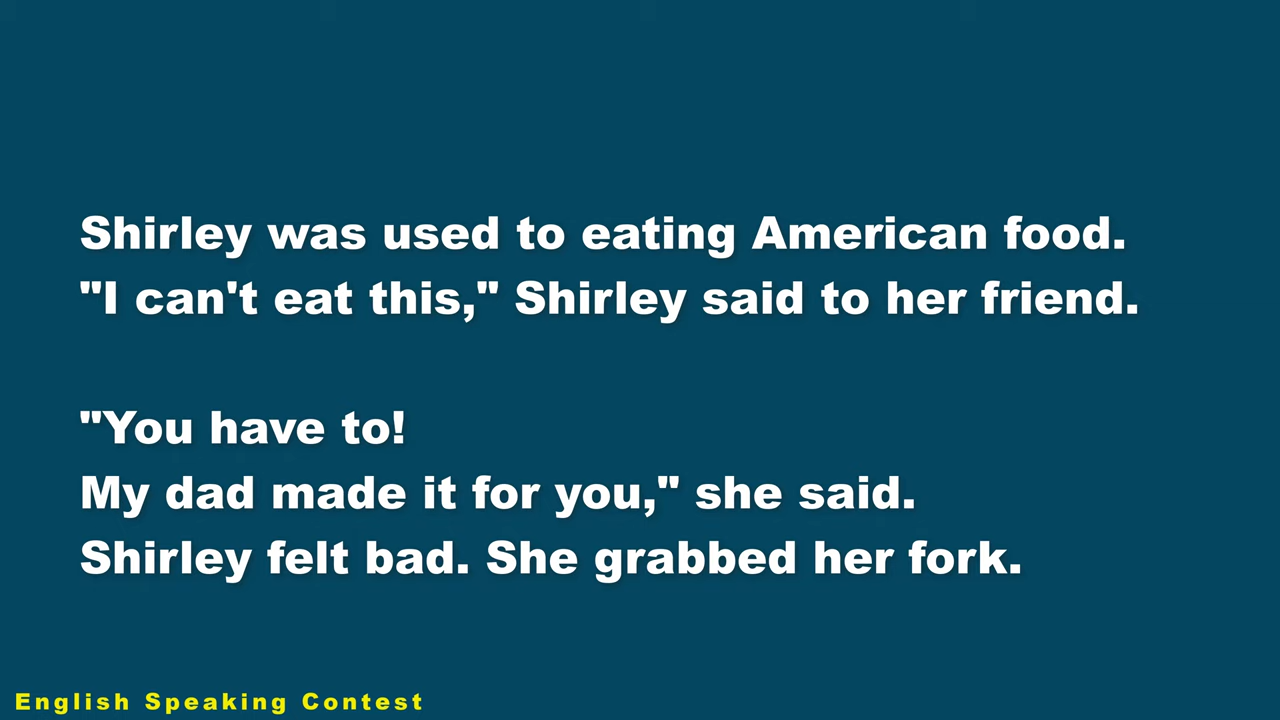 Shirley was used to eating American food.
"I can't eat this," Shirley said to her friend.
"You have to!
My dad made it for you," she said.
Shirley felt bad. She grabbed her fork.
English Speaking Contest